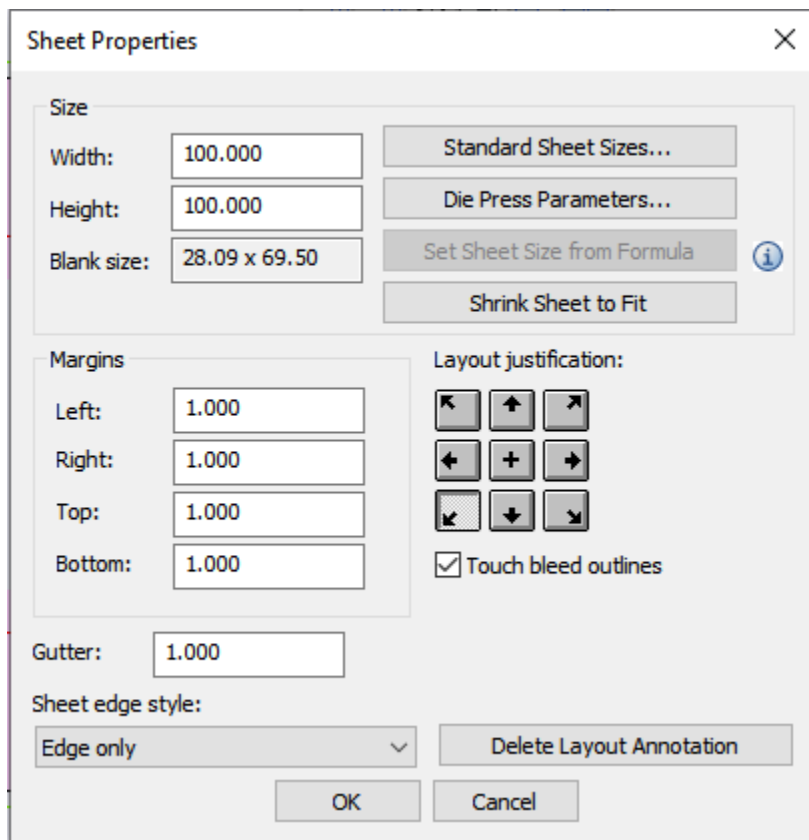 Sheet Properties
Size
Width: 100.000 Standard Sheet Sizes...
Height: 100.000 Die Press Parameters...
Blank size: 28.09 x 69.50 Set Sheet Size from Formula
Shrink Sheet to Fit
Margins
Left: 1.000
Right: 1.000
Top: 1.000
Bottom: 1.000
Layout justification:
Touch bleed outlines
Gutter: 1.000
Sheet edge style:
Edge only Delete Layout Annotation
OK Cancel